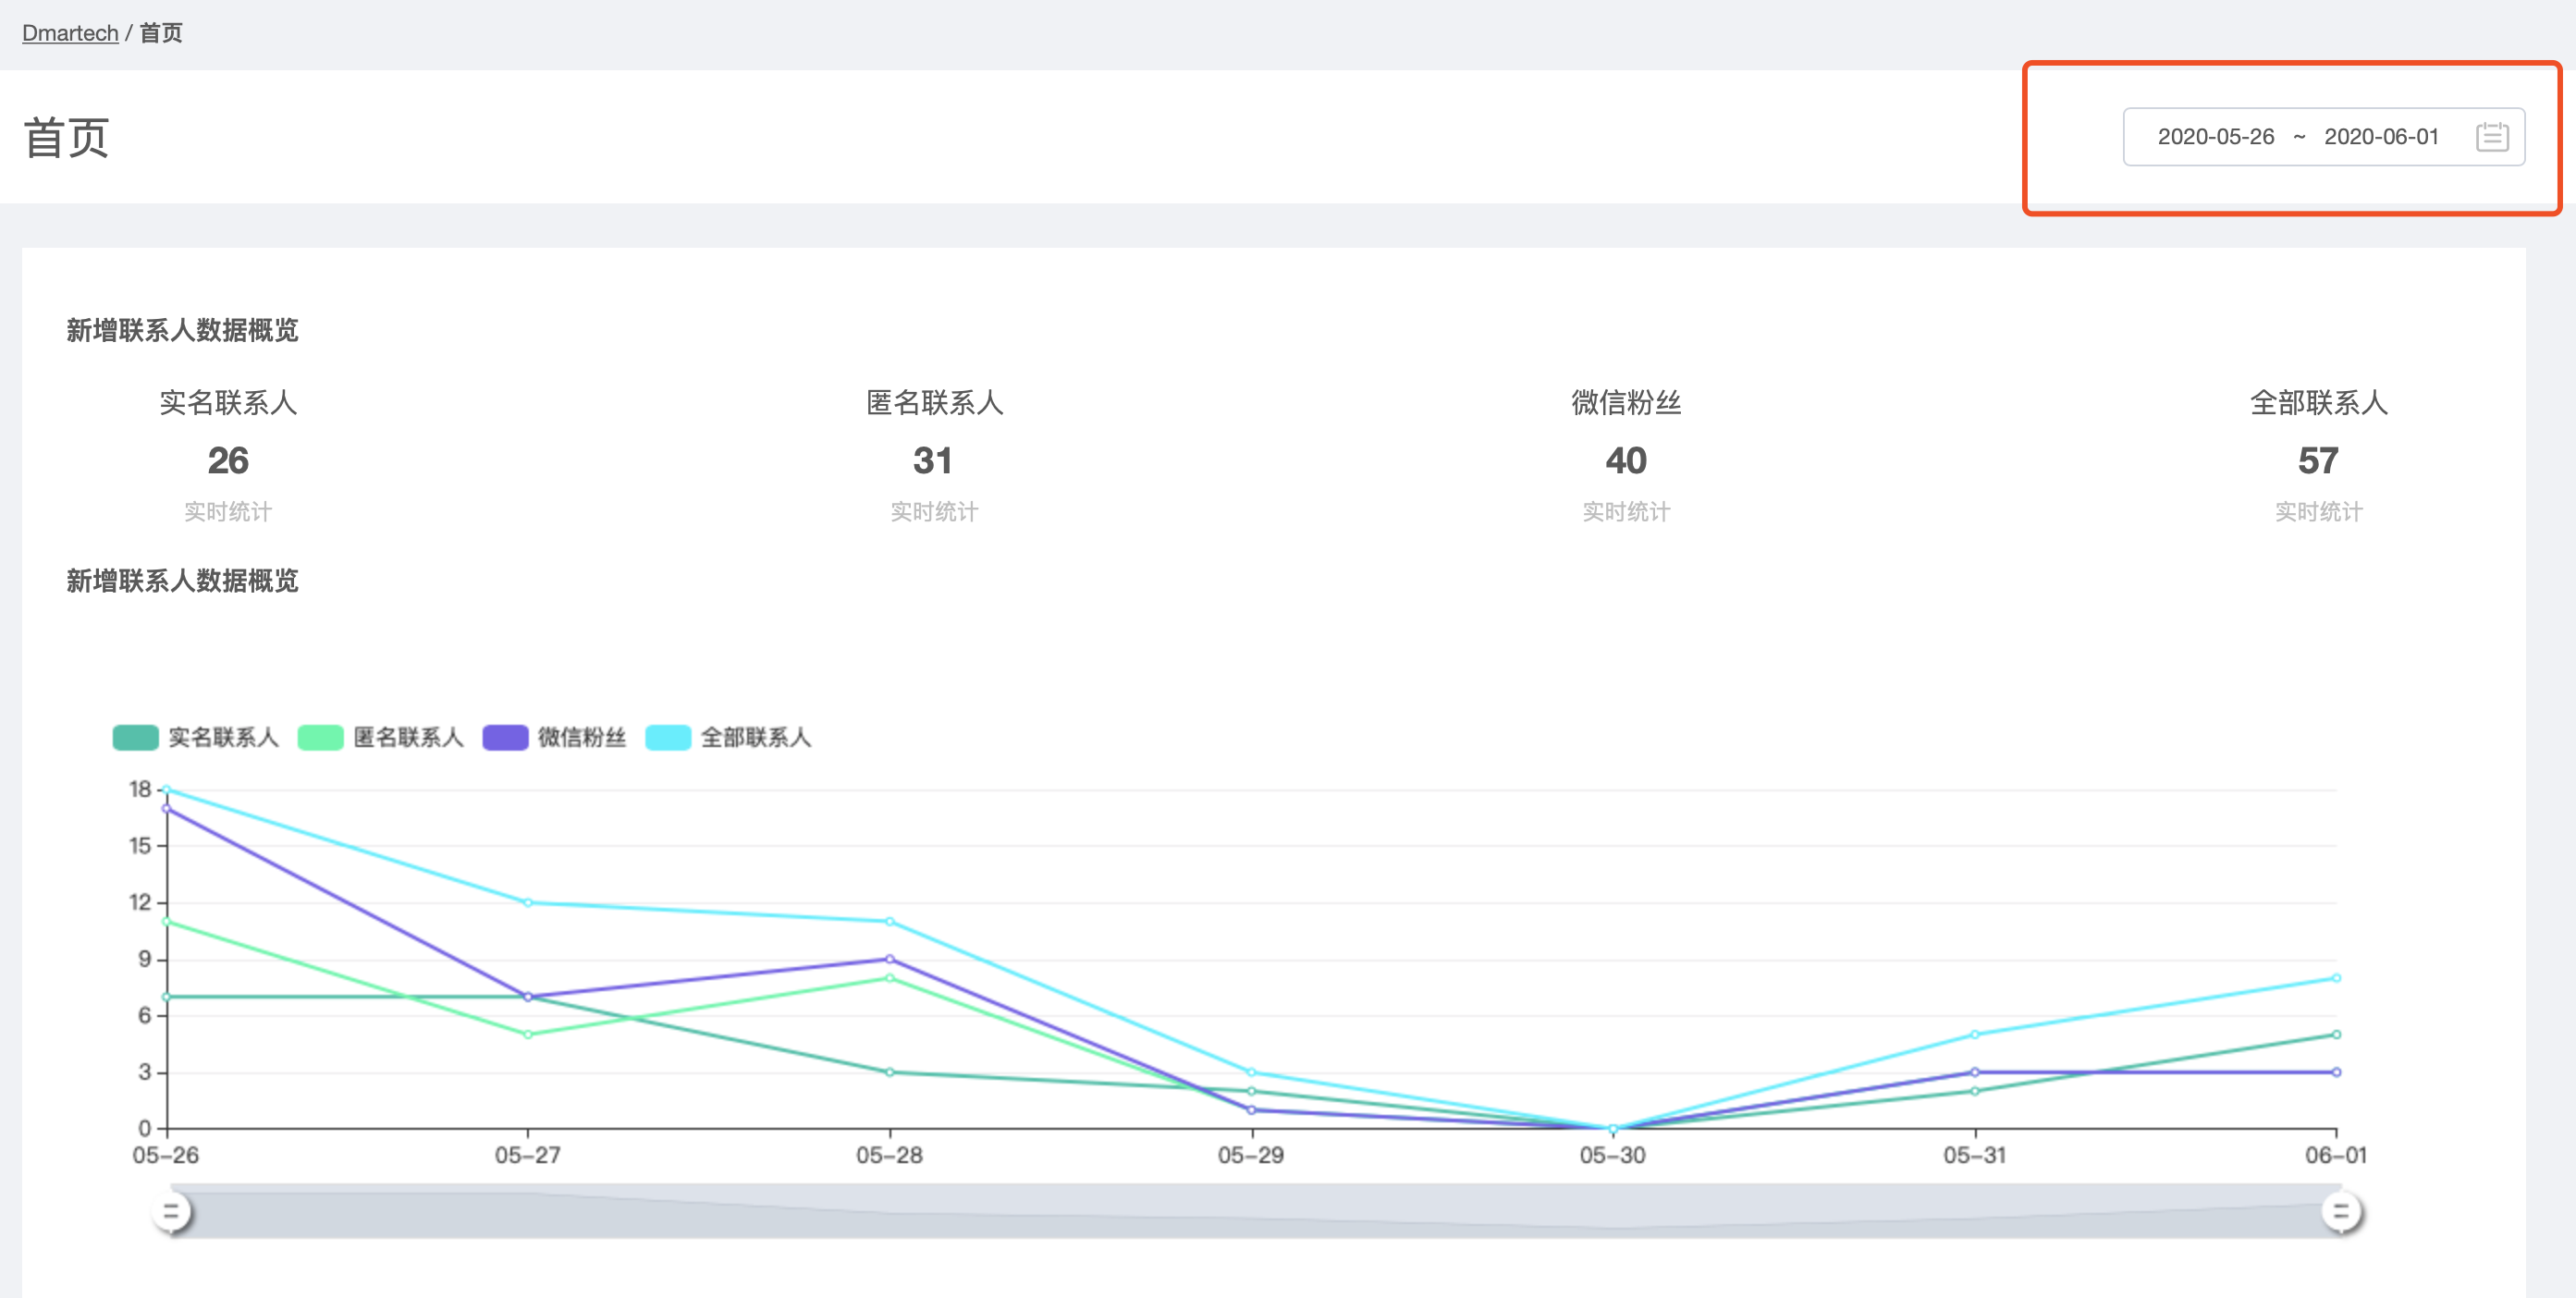 Dmartech / 首页
首页
2020-05-26 ~ 2020-06-01
新增联系人数据概览
实名联系人 匿名联系人 微信粉丝 全部联系人
26 31 40 57
实时统计 实时统计 实时统计 实时统计
新增联系人数据概览
实名联系人 匿名联系人 微信粉丝 全部联系人
18
15
12
9
6
3
0
05-26 05-27 05-28 05-29 05-30 05-31 06-01